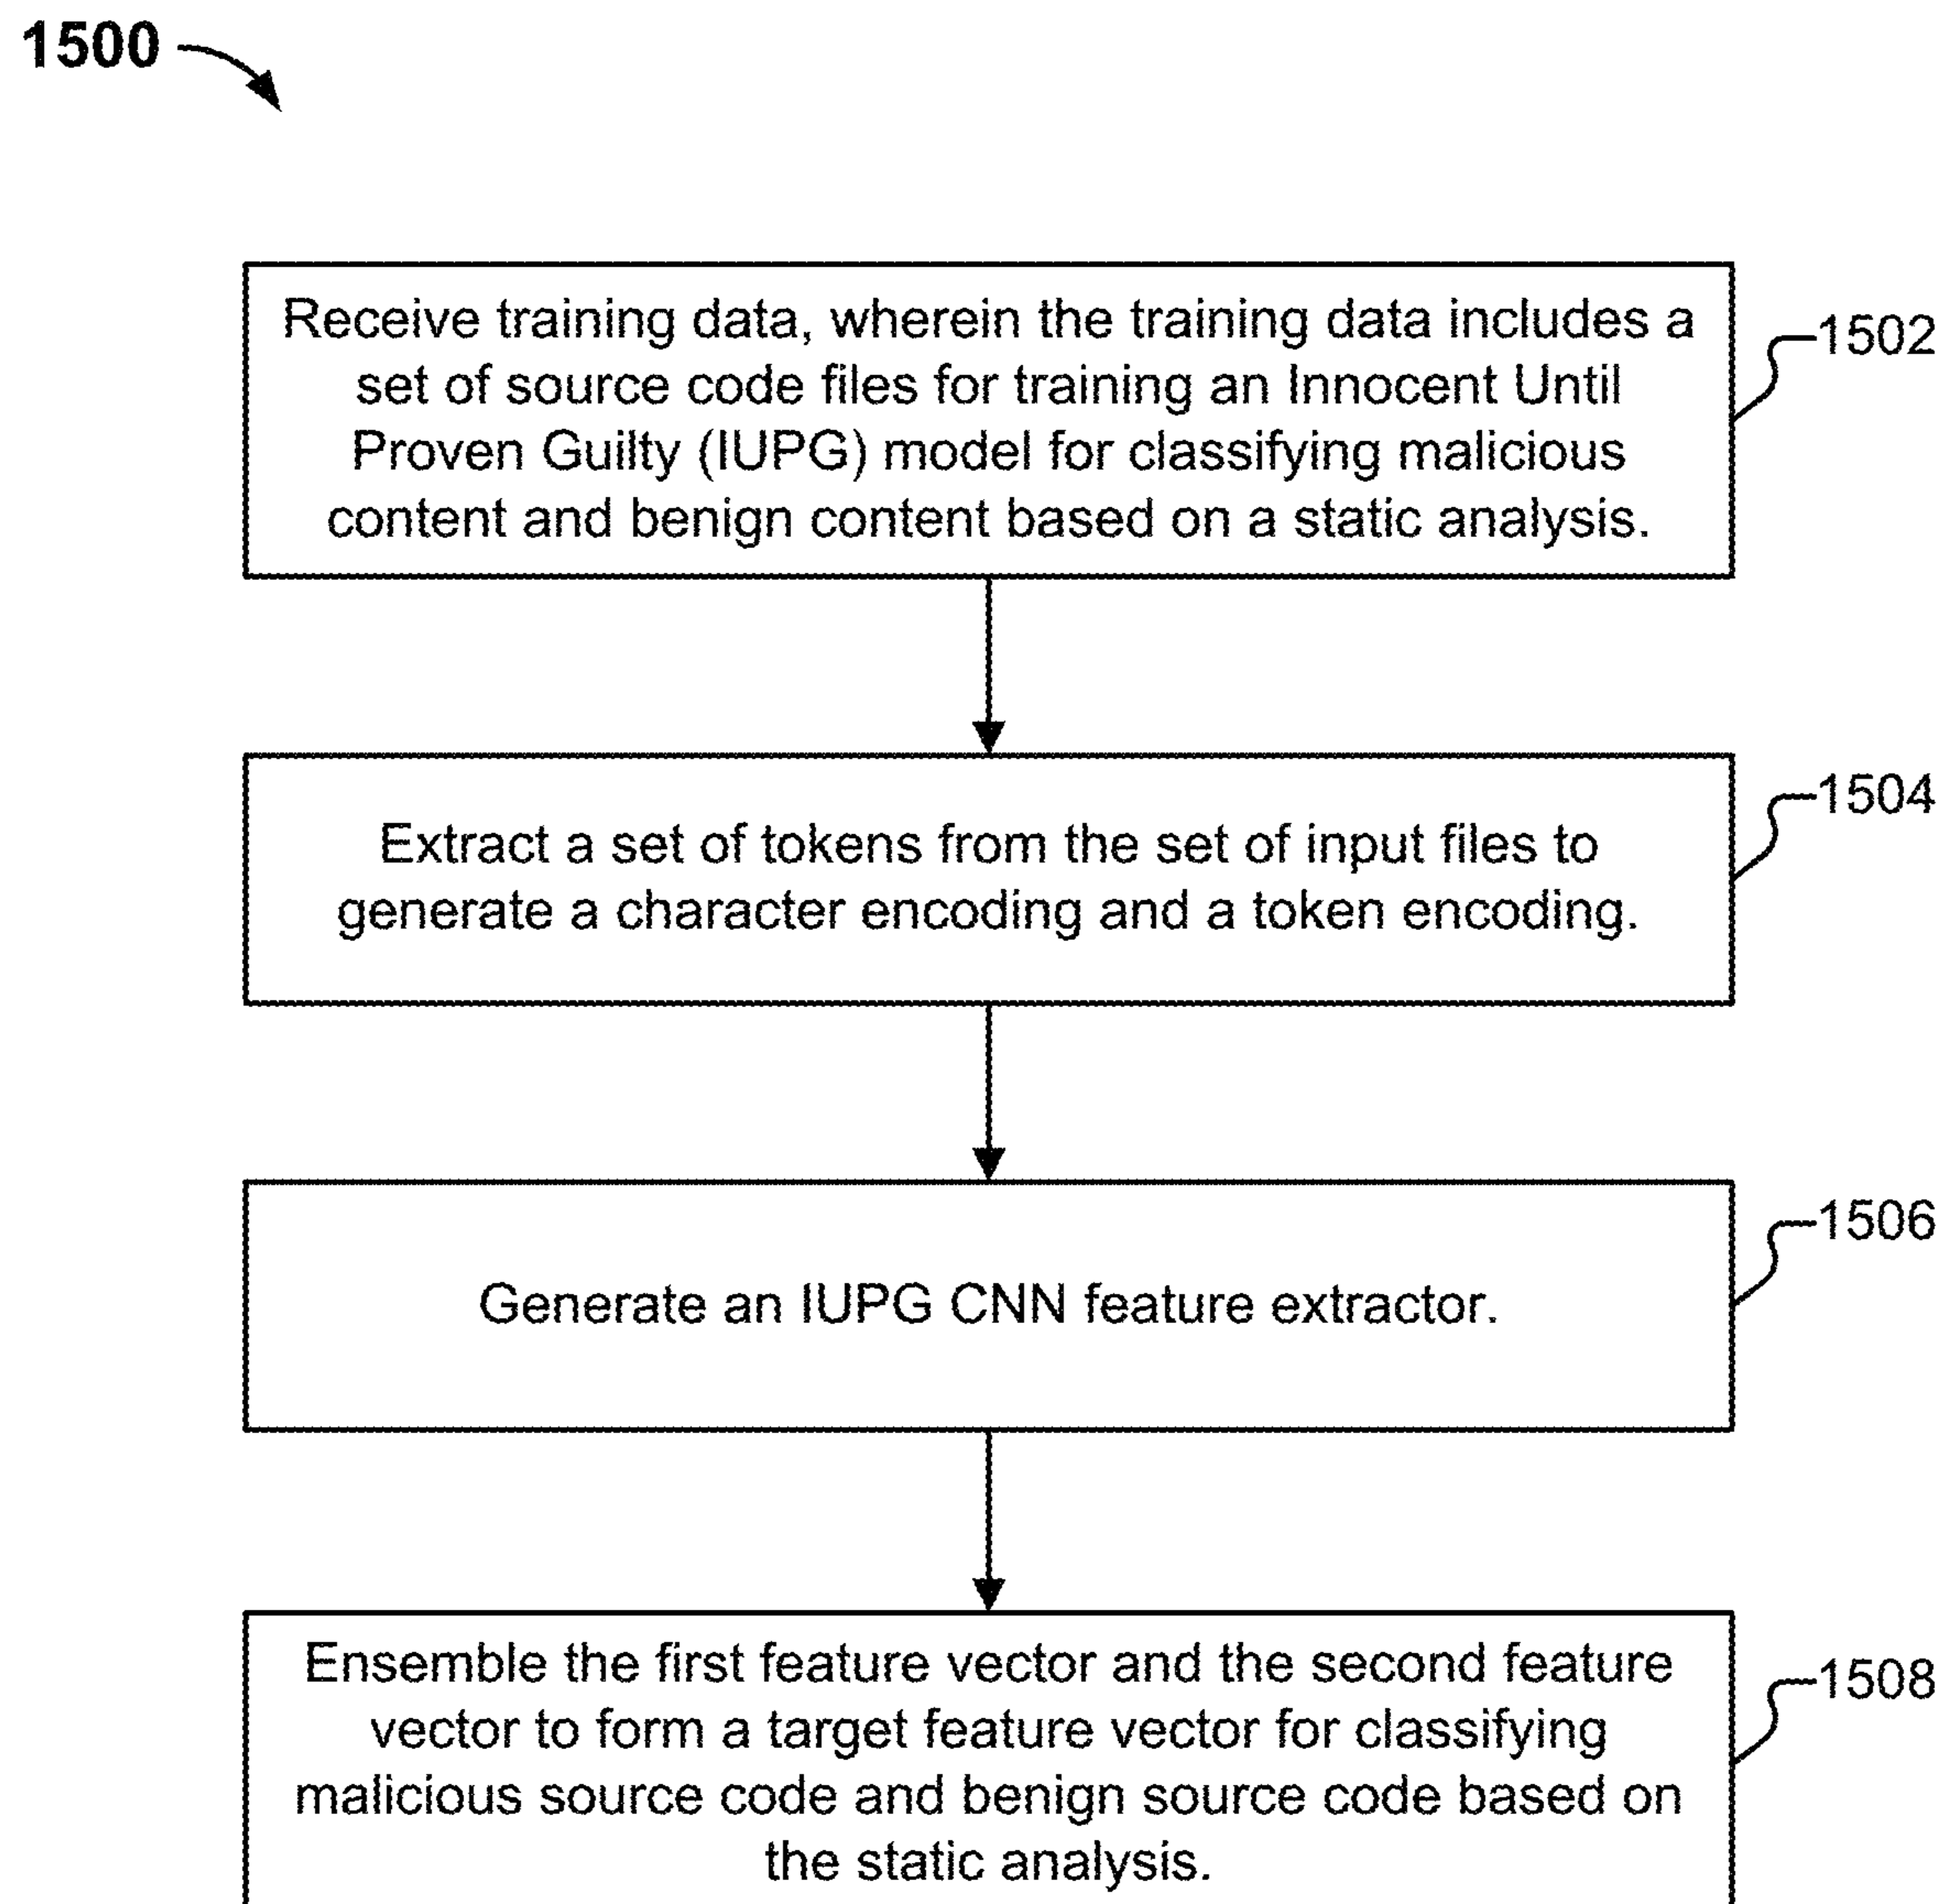 1500
Receive training data, wherein the training data includes a
set of source code files for training an Innocent Until
Proven Guilty (IUPG) model for classifying malicious
content and benign content based on a static analysis.
1502
Extract a set of tokens from the set of input files to
generate a character encoding and a token encoding.
1504
Generate an IUPG CNN feature extractor.
1506
Ensemble the first feature vector and the second feature
vector to form a target feature vector for classifying
malicious source code and benign source code based on
the static analysis.
1508